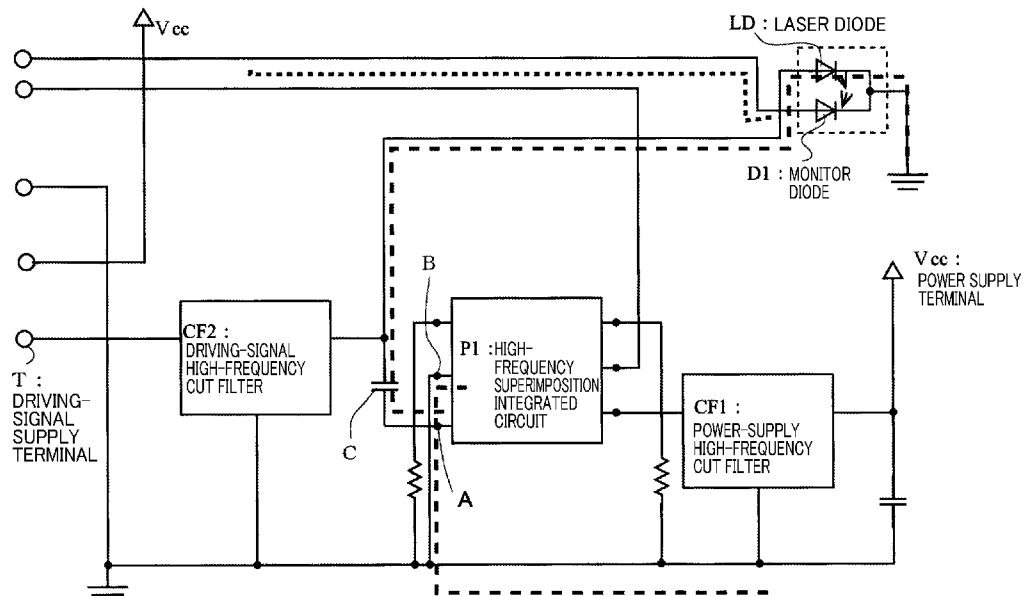 Vcc
LD : LASER DIODE
D1 : MONITOR
DIODE
Vcc :
POWER SUPPLY
TERMINAL
B
CF2 :
DRIVING-SIGNAL
HIGH-FREQUENCY
CUT FILTER
P1 : HIGH-
FREQUENCY
SUPERIMPOSITION
INTEGRATED
CIRCUIT
T :
DRIVING-
SIGNAL
SUPPLY
TERMINAL
CF1 :
POWER-SUPPLY
HIGH-FREQUENCY
CUT FILTER
C
A